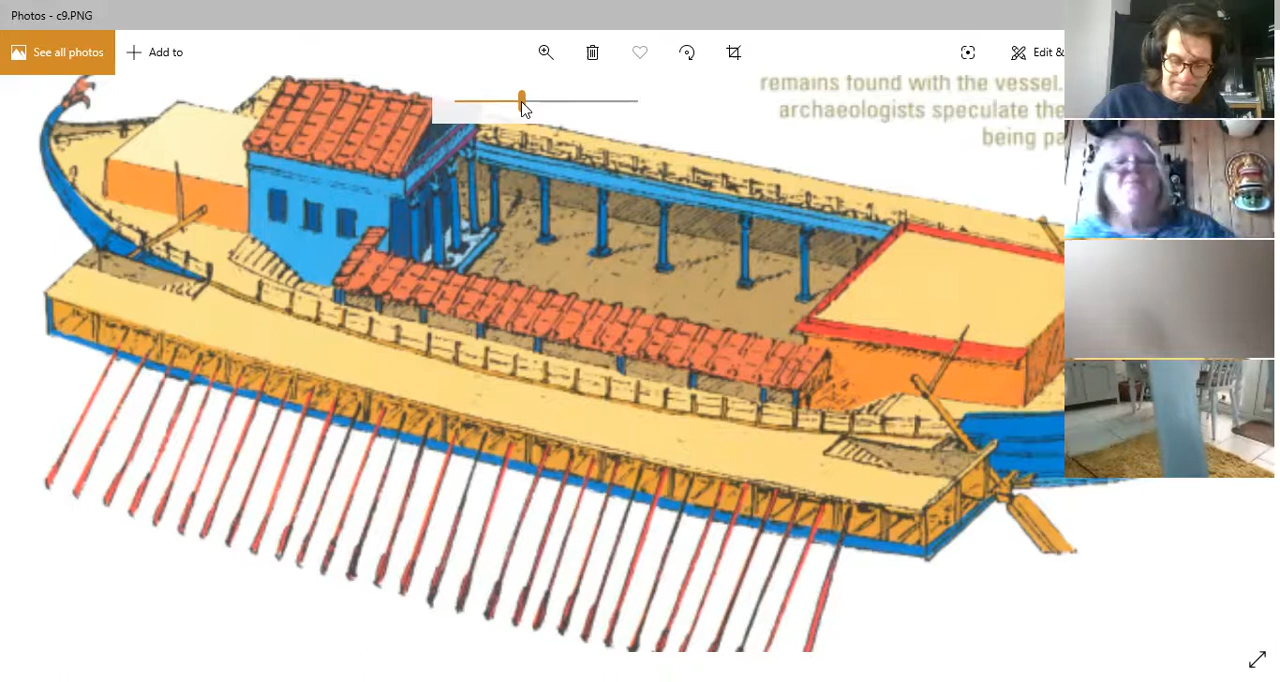 Photos - c9.PNG
See all photos
Add to
Edit &
remains found with the vessel.
archaeologists speculate the
being pa